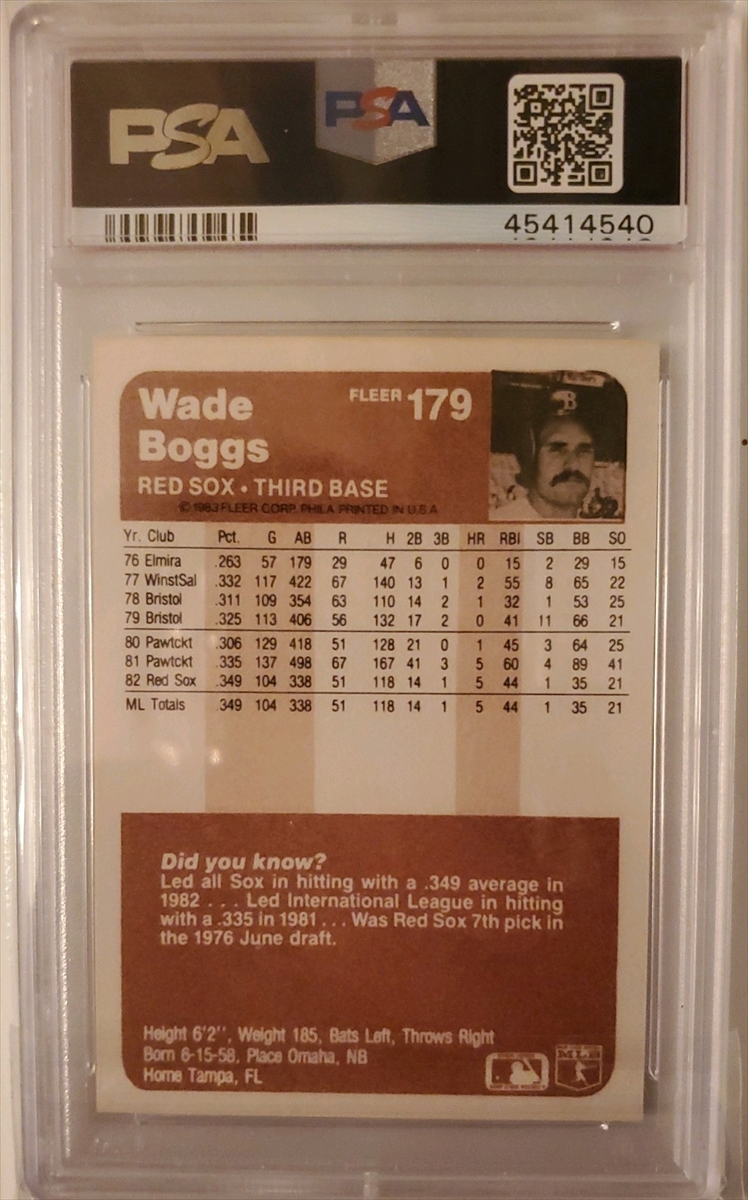 PSA
PSA
45414540
Wade
Boggs
FLEER 179
RED SOX • THIRD BASE
© 1983 FLEER CORP. PHILA PRINTED IN U.S.A
Yr. Club Pct. G AB R H 2B 3B HR RBI SB BB SO
76 Elmira .263 57 179 29 47 6 0 0 15 2 29 15
77 WinstSal .332 117 422 67 140 13 1 2 55 8 65 22
78 Bristol .311 109 354 63 110 14 2 1 32 1 53 25
79 Bristol .325 113 406 56 132 17 2 0 41 11 66 21
80 Pawtckt .306 129 418 51 128 21 0 1 45 3 64 25
81 Pawtckt .335 137 498 67 167 41 3 5 60 4 89 41
82 Red Sox .349 104 338 51 118 14 1 5 44 1 35 21
ML Totals .349 104 338 51 118 14 1 5 44 1 35 21
Did you know?
Led all Sox in hitting with a .349 average in
1982 . . . Led International League in hitting
with a .335 in 1981 . . . Was Red Sox 7th pick in
the 1976 June draft.
Height 6'2", Weight 185, Bats Left, Throws Right
Born 6-15-58, Place Omaha, NB
Home Tampa, FL